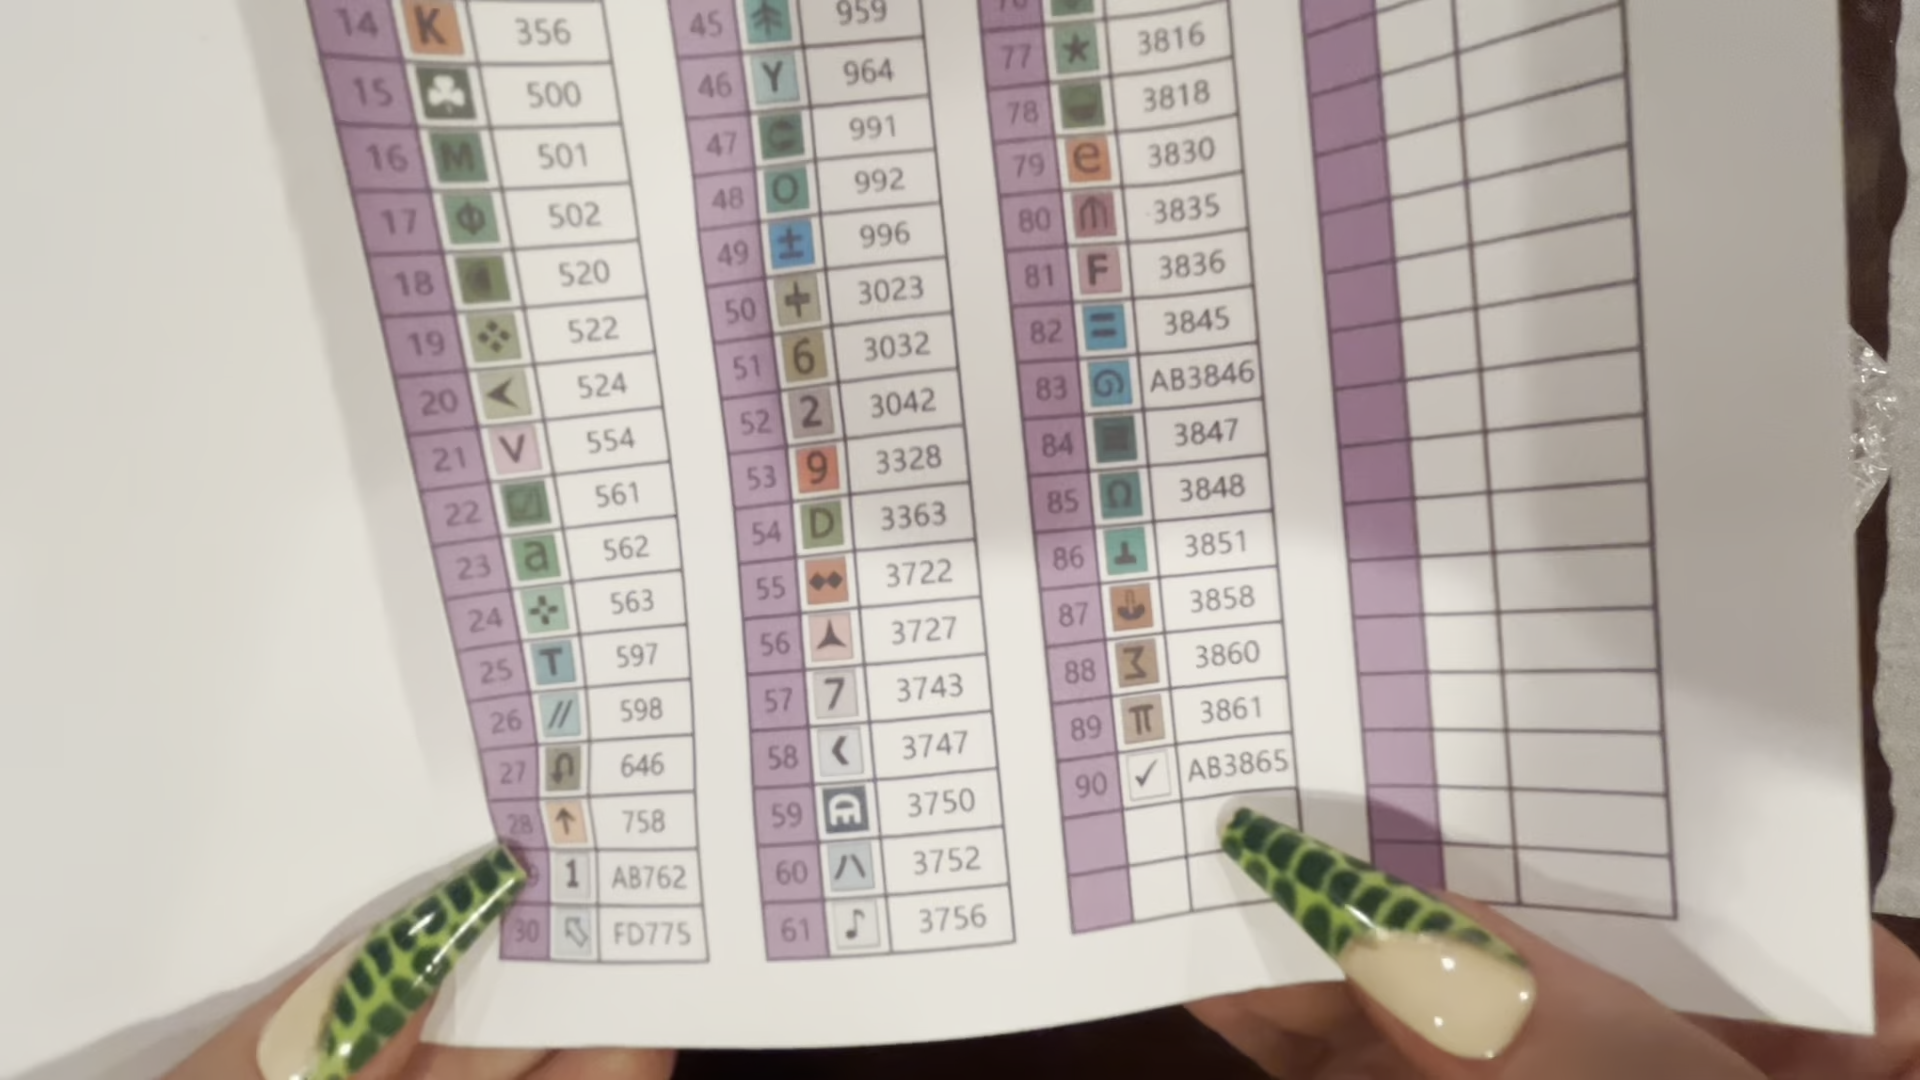 14 K 356
15 500
16 M 501
17 Φ 502
18 520
19 522
20 524
21 V 554
22 561
23 a 562
24 563
25 T 597
26 // 598
27 646
28 ↑ 758
1 AB762
30 FD775
45 959
46 Y 964
47 C 991
48 O 992
49 ± 996
50 + 3023
51 6 3032
52 2 3042
53 9 3328
54 D 3363
55 ◆◆ 3722
56 3727
57 7 3743
58 3747
59 3750
60 /\ 3752
61 ♪ 3756
77 ★ 3816
78 3818
79 e 3830
80 3835
81 F 3836
82 = 3845
83 AB3846
84 3847
85 Ω 3848
86 3851
87 3858
88 Σ 3860
89 π 3861
90 ✓ AB3865